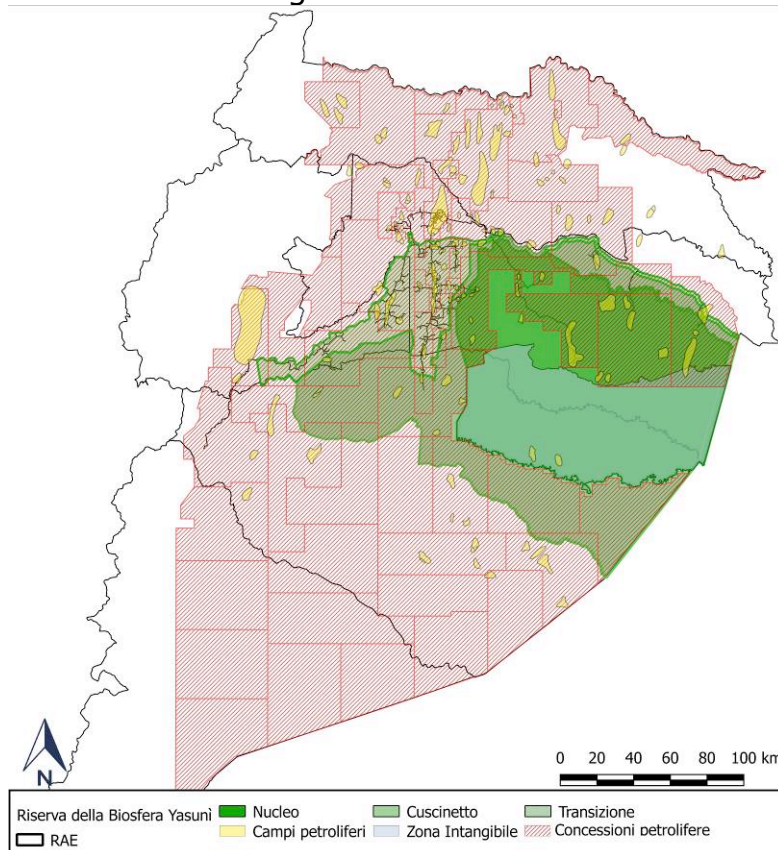 N
0 20 40 60 80 100 km
Riserva della Biosfera Yasunì Nucleo Cuscinetto Transizione
RAE Campi petroliferi Zona Intangibile Concessioni petrolifere